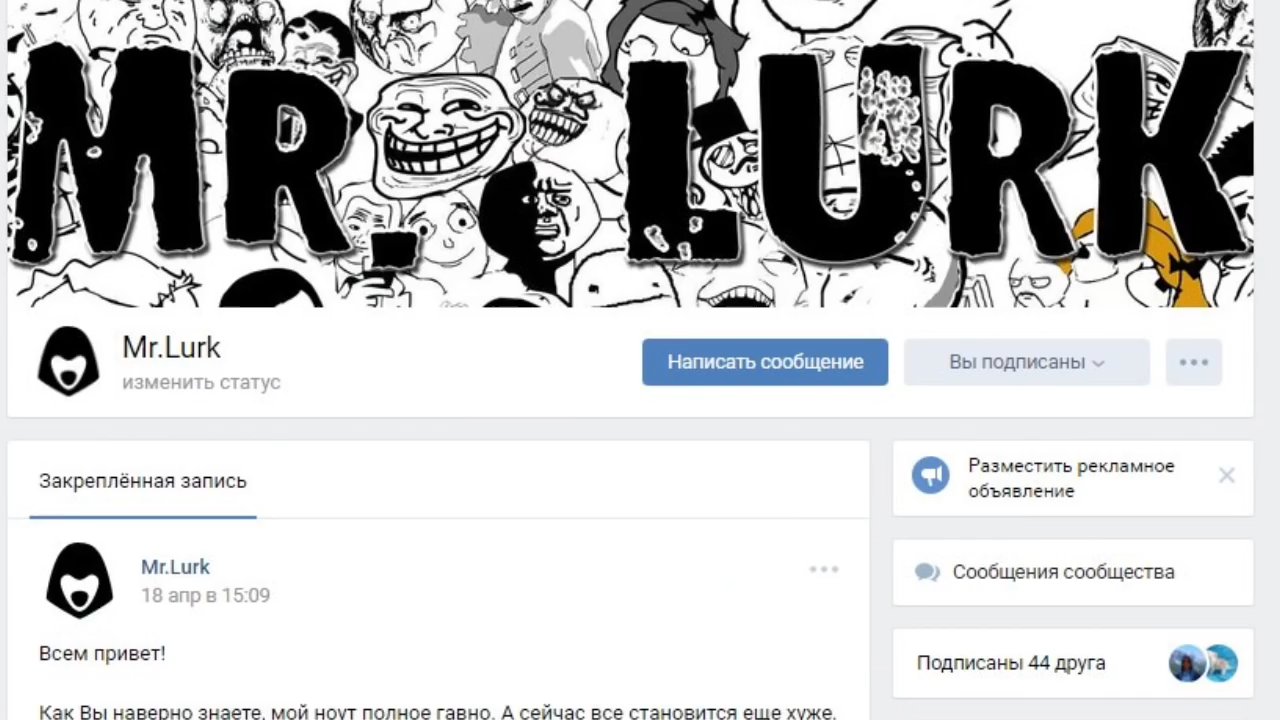 MR. LURK
Mr.Lurk
изменить статус
Написать сообщение
Вы подписаны
Закреплённая запись
Разместить рекламное
объявление
Mr.Lurk
18 апр в 15:09
Сообщения сообщества
Всем привет!
Подписаны 44 друга
Как Вы наверно знаете, мой ноут полное гавно. А сейчас все становится еще хуже.